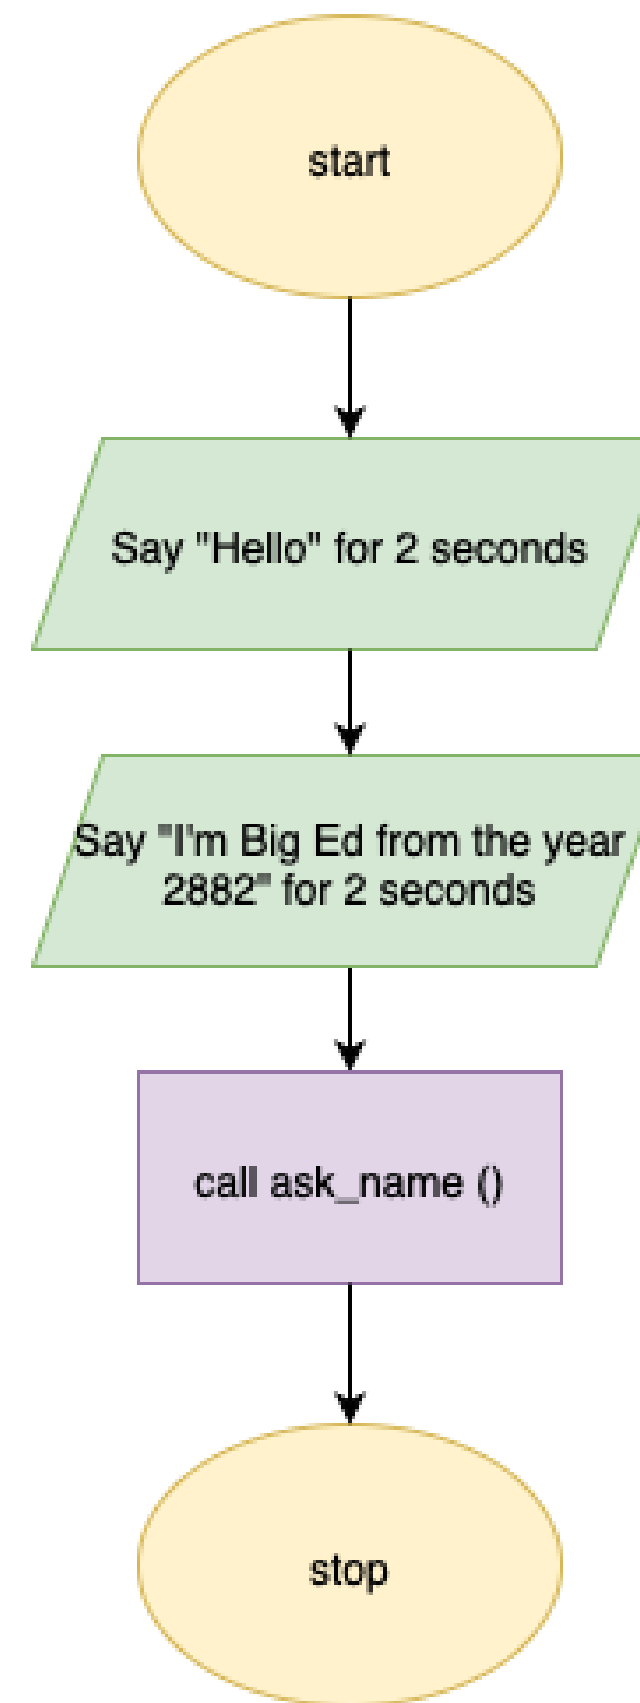 start
Say "Hello" for 2 seconds
Say "I'm Big Ed from the year
2882" for 2 seconds
call ask_name ()
stop